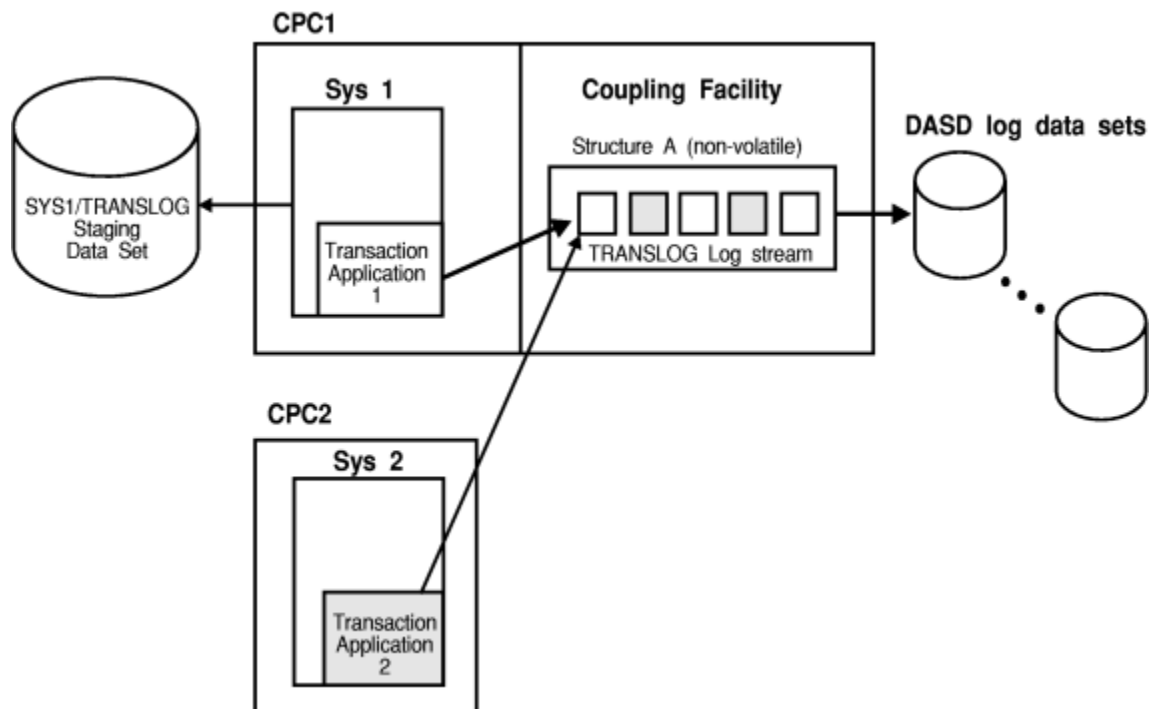 CPC1
Sys 1
Coupling Facility
DASD log data sets
Structure A (non-volatile)
SYS1/TRANSLOG
Staging
Data Set
Transaction
Application
1
TRANSLOG Log stream
CPC2
Sys 2
Transaction
Application
2